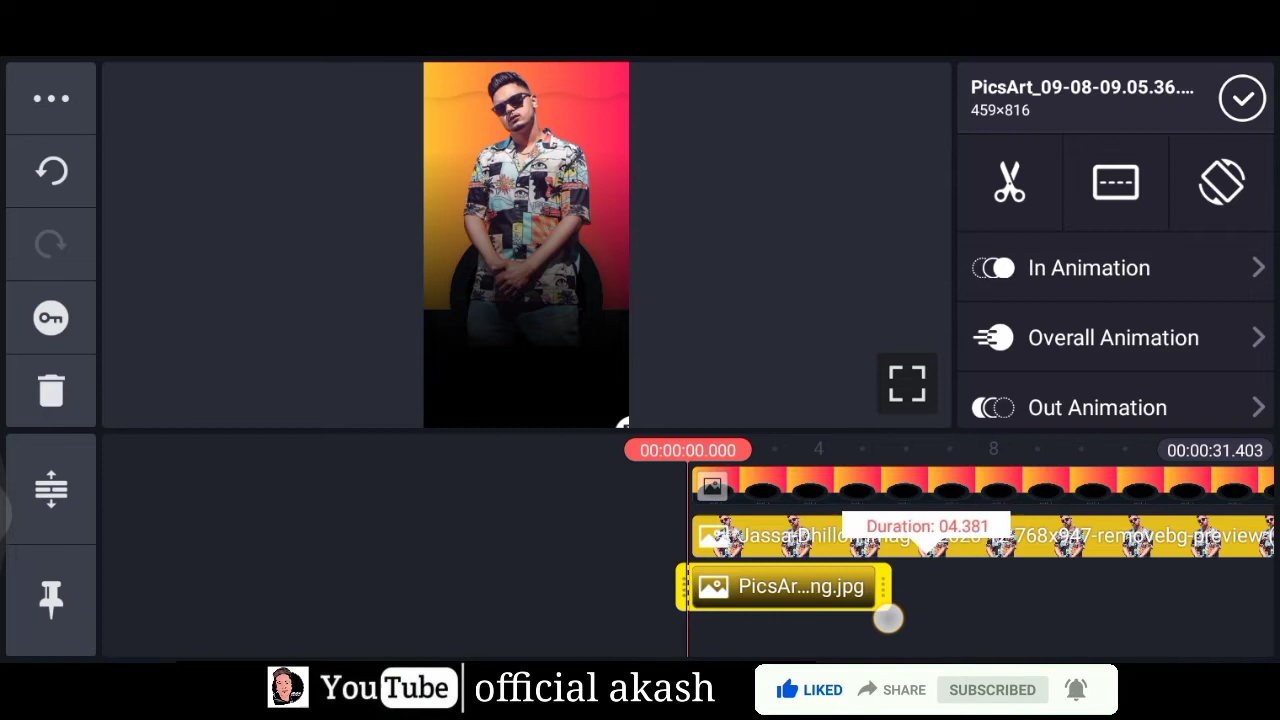 PicsArt_09-08-09.05.36....
459×816
In Animation
Overall Animation
Out Animation
00:00:00.000
4
8
00:00:31.403
Duration: 04.381
768x947-removebg-preview
PicsAr...ng.jpg
YouTube
official akash
LIKED
SHARE
SUBSCRIBED